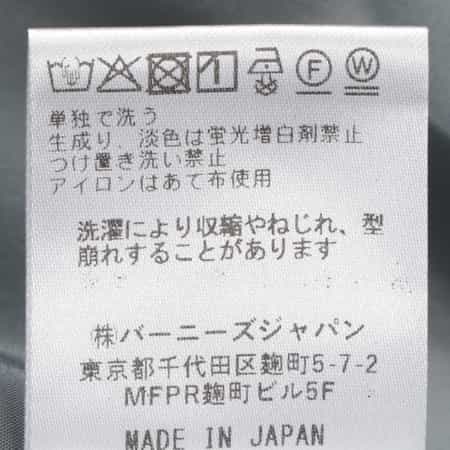 F W
単独で洗う
生成り、淡色は蛍光増白剤禁止
つけ置き洗い禁止
アイロンはあて布使用
洗濯により収縮やねじれ、型
崩れすることがあります
㈱バーニーズジャパン
東京都千代田区麹町5-7-2
MFPR麹町ビル5F
MADE IN JAPAN